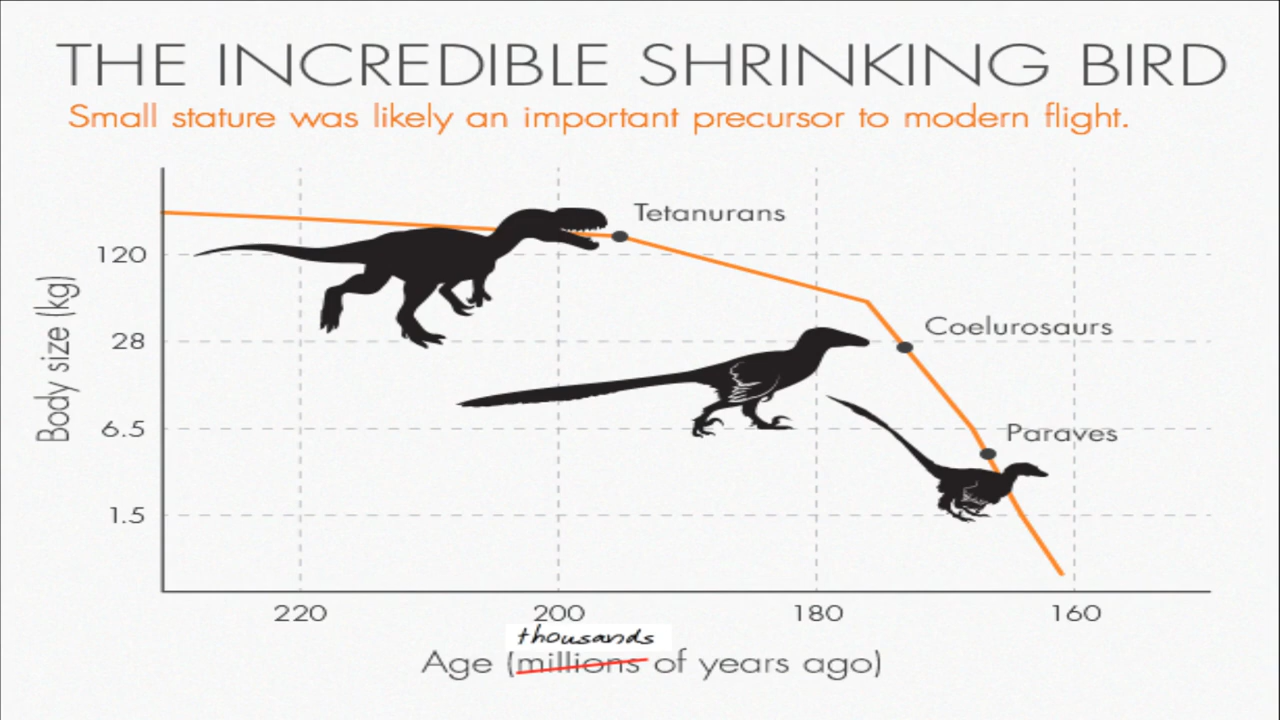 THE INCREDIBLE SHRINKING BIRD
Small stature was likely an important precursor to modern flight.
Tetanurans
120
Coelurosaurs
28
Body size (kg)
6.5
Paraves
1.5
220 200 180 160
thousands
Age (millions of years ago)